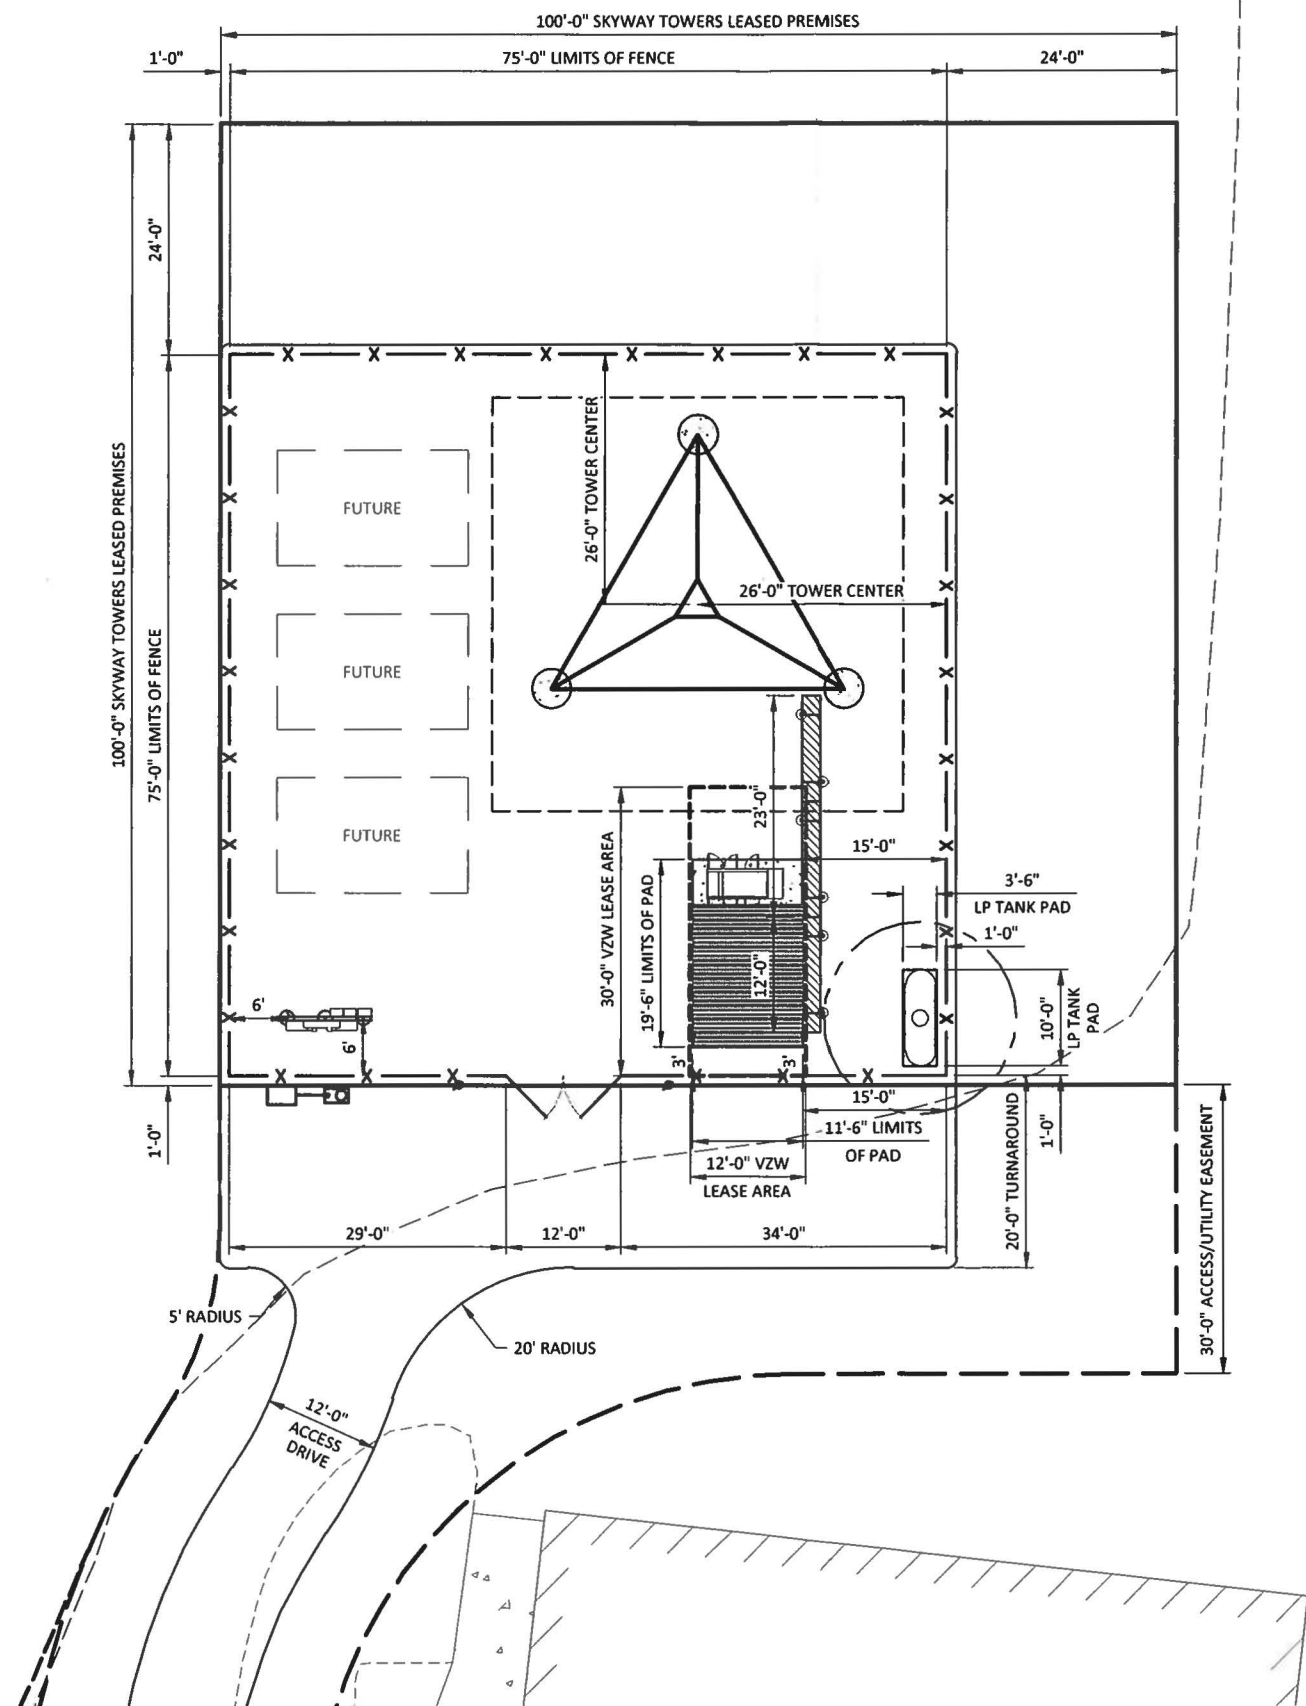 100'-0" SKYWAY TOWERS LEASED PREMISES
1'-0"
75'-0" LIMITS OF FENCE
24'-0"
24'-0"
100'-0" SKYWAY TOWERS LEASED PREMISES
75'-0" LIMITS OF FENCE
26'-0" TOWER CENTER
26'-0" TOWER CENTER
FUTURE
FUTURE
FUTURE
23'-0"
15'-0"
30'-0" VZW LEASE AREA
19'-6" LIMITS OF PAD
12'-0"
3'-6"
LP TANK PAD
1'-0"
10'-0"
LP TANK
PAD
6'
6'
3'
3'
1'-0"
15'-0"
1'-0"
11'-6" LIMITS
OF PAD
12'-0" VZW
LEASE AREA
20'-0" TURNAROUND
30'-0" ACCESS/UTILITY EASEMENT
29'-0"
12'-0"
34'-0"
5' RADIUS
20' RADIUS
12'-0"
ACCESS
DRIVE